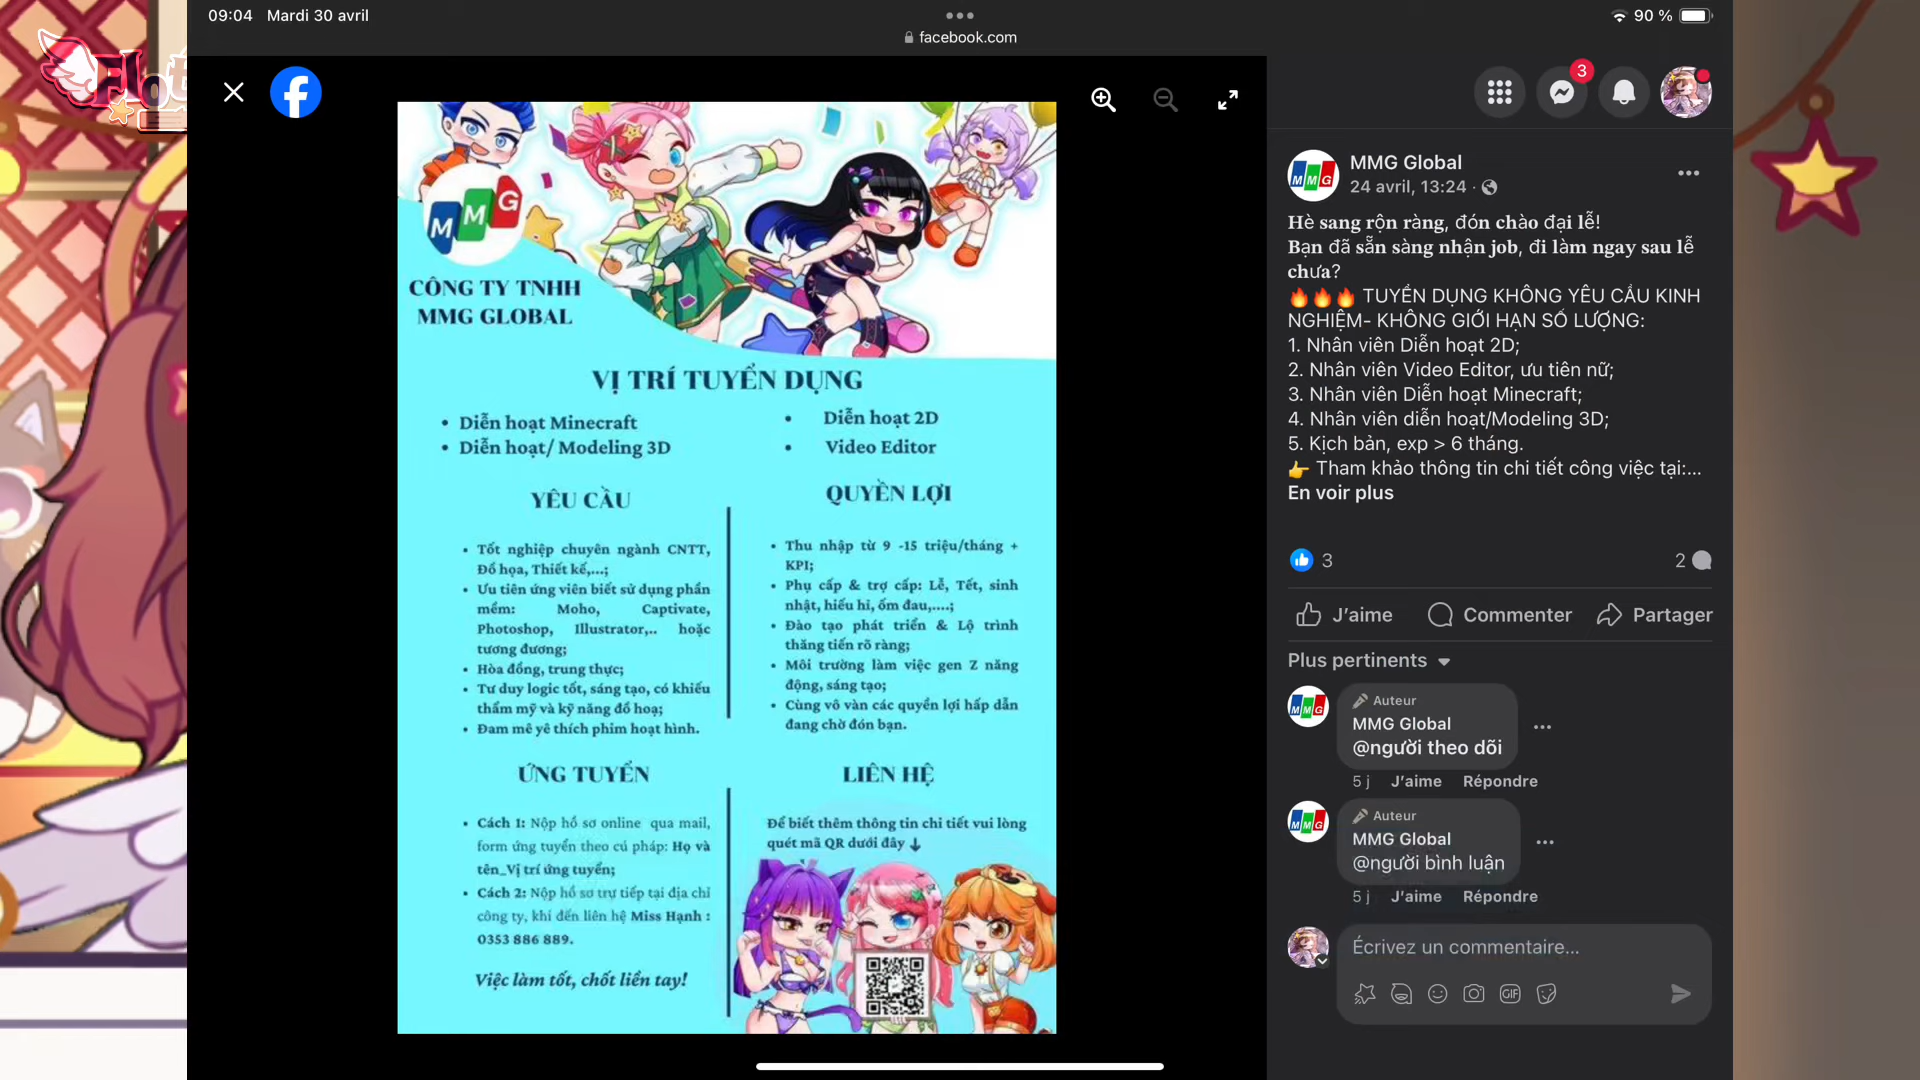 09:04 Mardi 30 avril
90 %
facebook.com
3
MMG
CÔNG TY TNHH
MMG GLOBAL
VỊ TRÍ TUYỂN DỤNG
• Diễn hoạt Minecraft
• Diễn hoạt/ Modeling 3D
• Diễn hoạt 2D
• Video Editor
YÊU CẦU
• Tốt nghiệp chuyên ngành CNTT,
Đồ họa, Thiết kế,...;
• Ưu tiên ứng viên biết sử dụng phần
mềm: Moho, Captivate,
Photoshop, Illustrator,.. hoặc
tương đương;
• Hòa đồng, trung thực;
• Tư duy logic tốt, sáng tạo, có khiếu
thẩm mỹ và kỹ năng đồ hoạ;
• Đam mê yê thích phim hoạt hình.
QUYỀN LỢI
• Thu nhập từ 9 -15 triệu/tháng +
KPI;
• Phụ cấp & trợ cấp: Lễ, Tết, sinh
nhật, hiếu hỉ, ốm đau,....;
• Đào tạo phát triển & Lộ trình
thăng tiến rõ ràng;
• Môi trường làm việc gen Z năng
động, sáng tạo;
• Cùng vô vàn các quyền lợi hấp dẫn
đang chờ đón bạn.
ỨNG TUYỂN
• Cách 1: Nộp hồ sơ online qua mail,
form ứng tuyển theo cú pháp: Họ và
tên_Vị trí ứng tuyển;
• Cách 2: Nộp hồ sơ trự tiếp tại địa chỉ
công ty, khi đến liên hệ Miss Hạnh :
0353 886 889.
Việc làm tốt, chốt liền tay!
LIÊN HỆ
Để biết thêm thông tin chi tiết vui lòng
quét mã QR dưới đây ↓
MMG
MMG Global
24 avril, 13:24 ·
Hè sang rộn ràng, đón chào đại lễ!
Bạn đã sẵn sàng nhận job, đi làm ngay sau lễ
chưa?
🔥🔥🔥 TUYỂN DỤNG KHÔNG YÊU CẦU KINH
NGHIỆM- KHÔNG GIỚI HẠN SỐ LƯỢNG:
1. Nhân viên Diễn hoạt 2D;
2. Nhân viên Video Editor, ưu tiên nữ;
3. Nhân viên Diễn hoạt Minecraft;
4. Nhân viên diễn hoạt/Modeling 3D;
5. Kịch bản, exp > 6 tháng.
👉 Tham khảo thông tin chi tiết công việc tại:...
En voir plus
3
2
J'aime Commenter Partager
Plus pertinents
MMG
Auteur
MMG Global
@người theo dõi
5 j J'aime Répondre
MMG
Auteur
MMG Global
@người bình luận
5 j J'aime Répondre
Écrivez un commentaire...
GIF